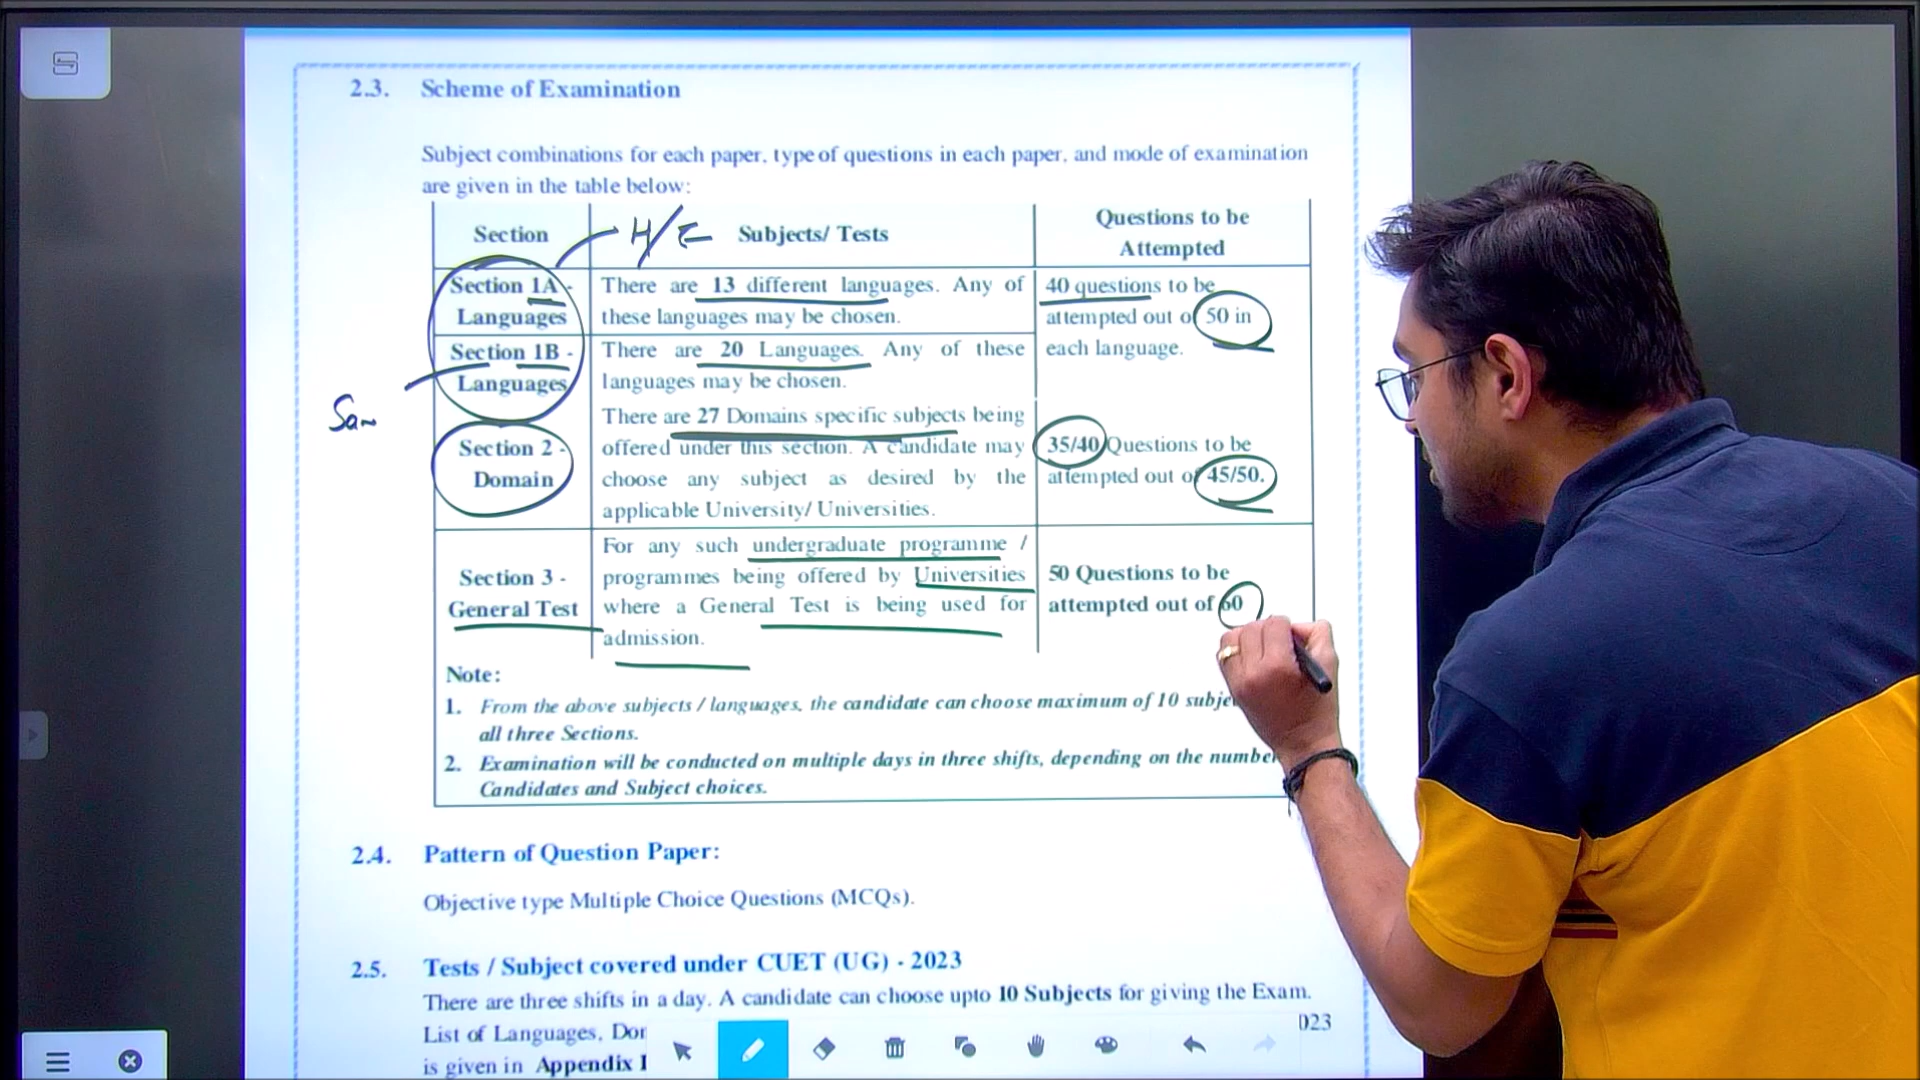 2.3. Scheme of Examination
Subject combinations for each paper, type of questions in each paper, and mode of examination
are given in the table below:
Section
H/E
Subjects/ Tests
Questions to be
Attempted
Section 1A -
Languages
There are 13 different languages. Any of
these languages may be chosen.
40 questions to be
attempted out of 50 in
each language.
Section 1B -
Languages
There are 20 Languages. Any of these
languages may be chosen.
San
Section 2 -
Domain
There are 27 Domains specific subjects being
offered under this section. A candidate may
choose any subject as desired by the
applicable University/ Universities.
35/40 Questions to be
attempted out of 45/50.
Section 3 -
General Test
For any such undergraduate programme /
programmes being offered by Universities
where a General Test is being used for
admission.
50 Questions to be
attempted out of 60
Note:
1. From the above subjects / languages, the candidate can choose maximum of 10
all three Sections.
2. Examination will be conducted on multiple days in three shifts, depending on the
Candidates and Subject choices.
2.4. Pattern of Question Paper:
Objective type Multiple Choice Questions (MCQs).
2.5. Tests / Subject covered under CUET (UG) - 2023
There are three shifts in a day. A candidate can choose upto 10 Subjects for giving the Exam.
List of Languages,
023
is given in Appendix I